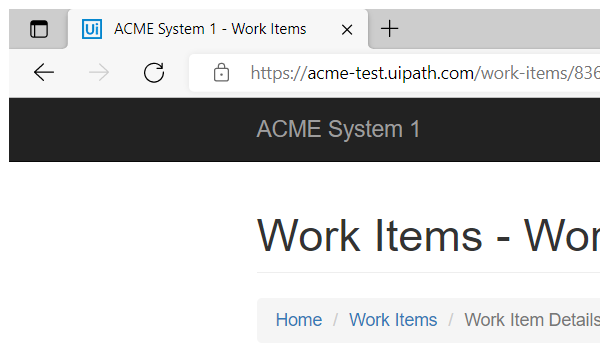 Ui ACME System 1 - Work Items
https://acme-test.uipath.com/work-items/836
ACME System 1
Work Items - Wor
Home / Work Items / Work Item Details